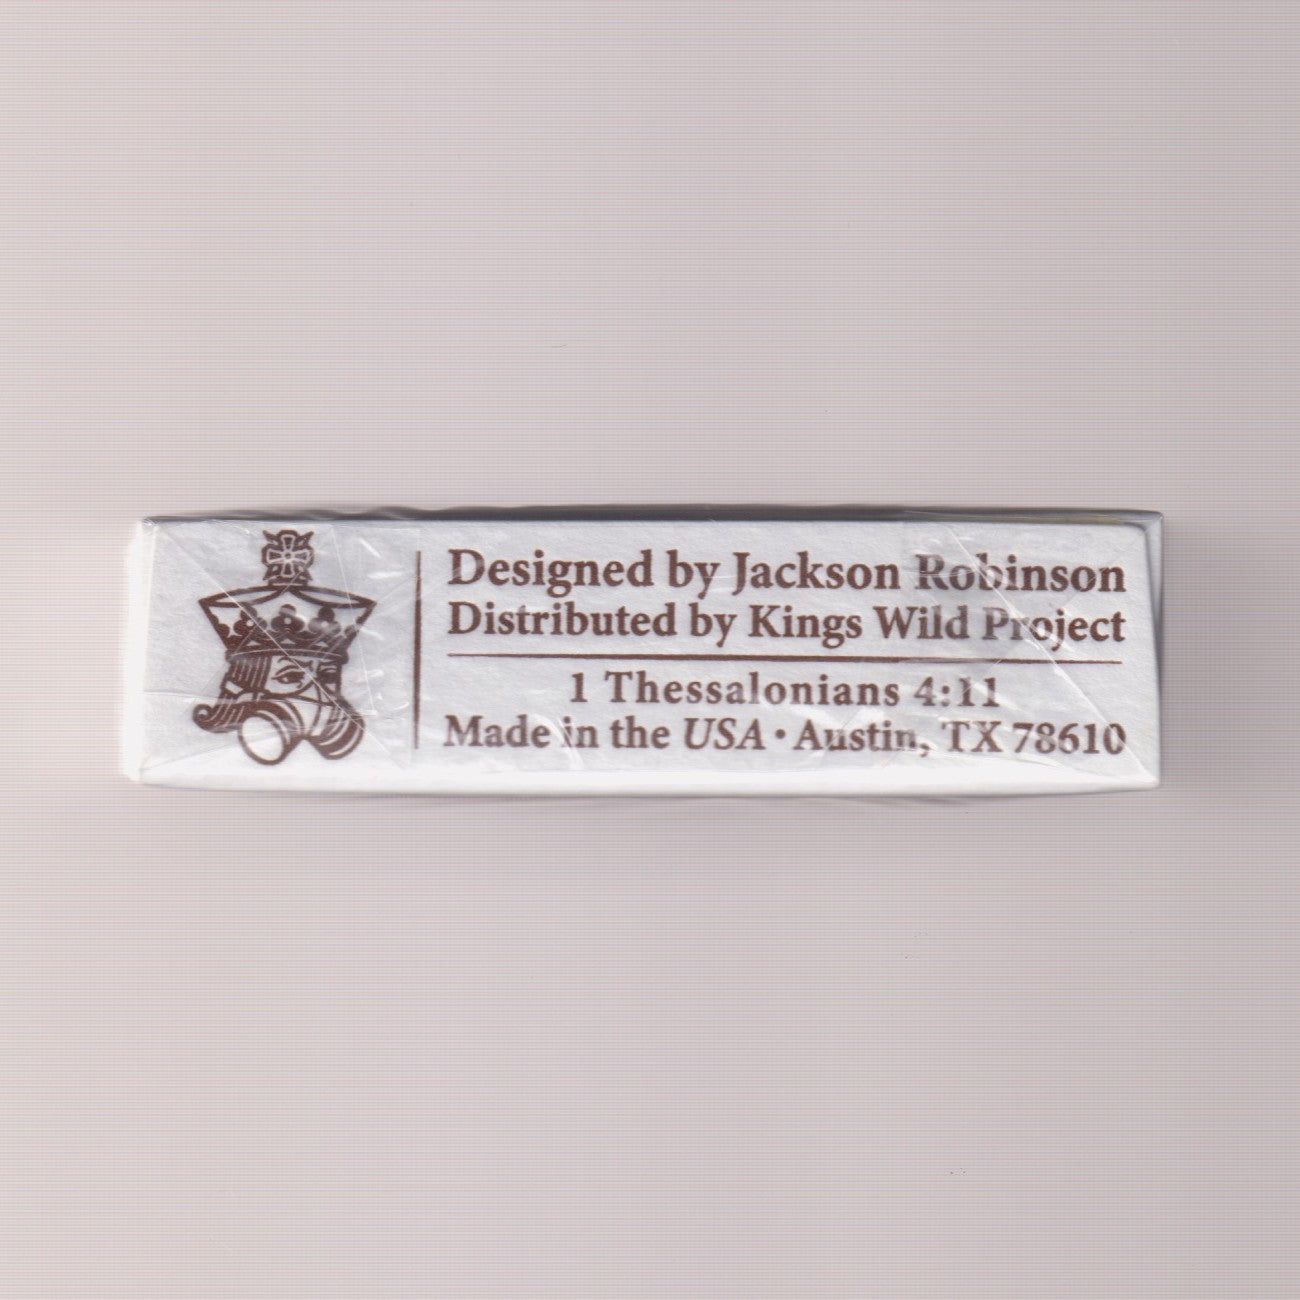 Designed by Jackson Robinson
Distributed by Kings Wild Project
1 Thessalonians 4:11
Made in the USA • Austin, TX 78610